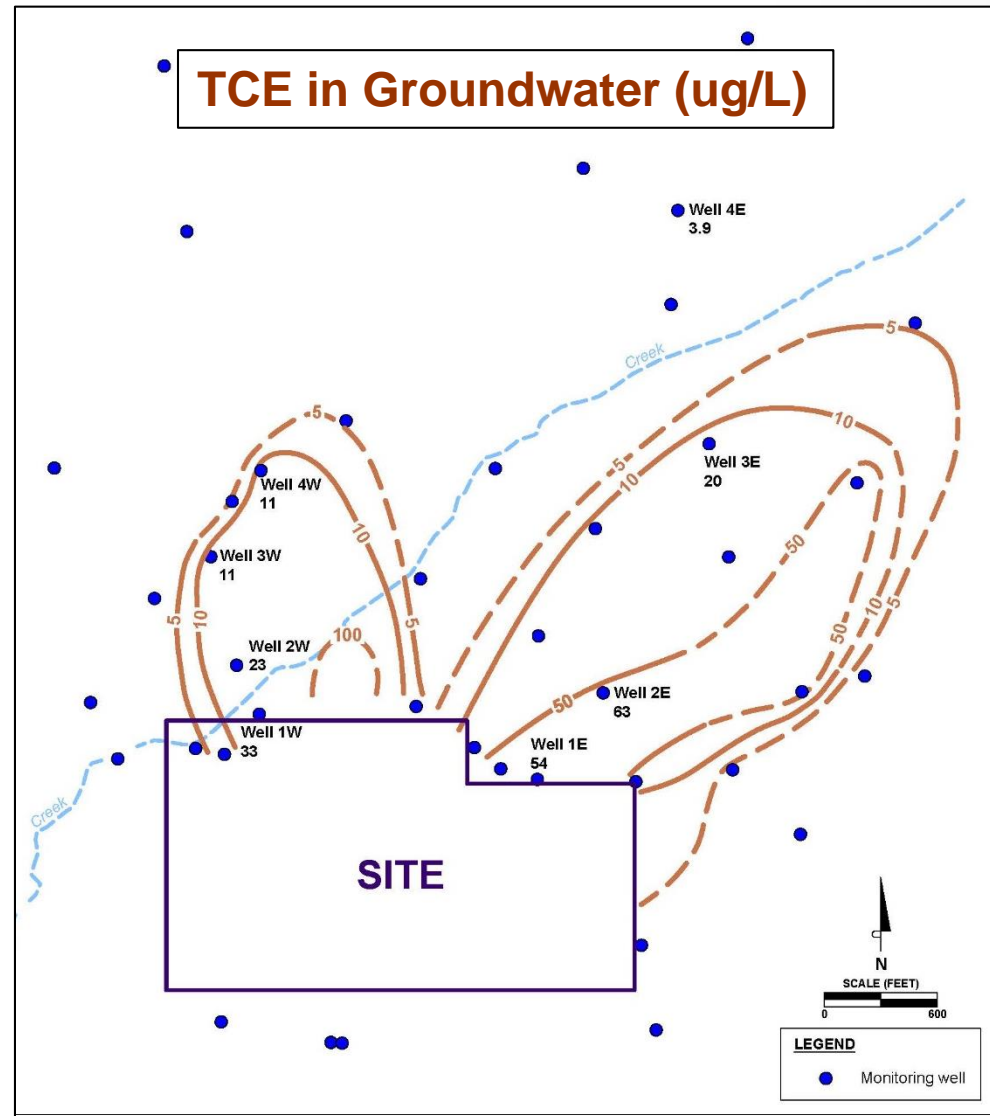 TCE in Groundwater (ug/L)
Well 4E
3.9
Creek
5
5
10
5
Well 3E
20
10
Well 4W
11
10
50
Well 3W
11
5
10
5
100
50
10
5
Well 2W
23
50
Well 2E
63
Well 1W
33
Well 1E
54
Creek
SITE
N
SCALE (FEET)
0 600
LEGEND
Monitoring well